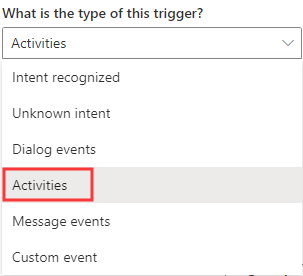 What is the type of this trigger?
Activities
Intent recognized
Unknown intent
Dialog events
Activities
Message events
Custom event